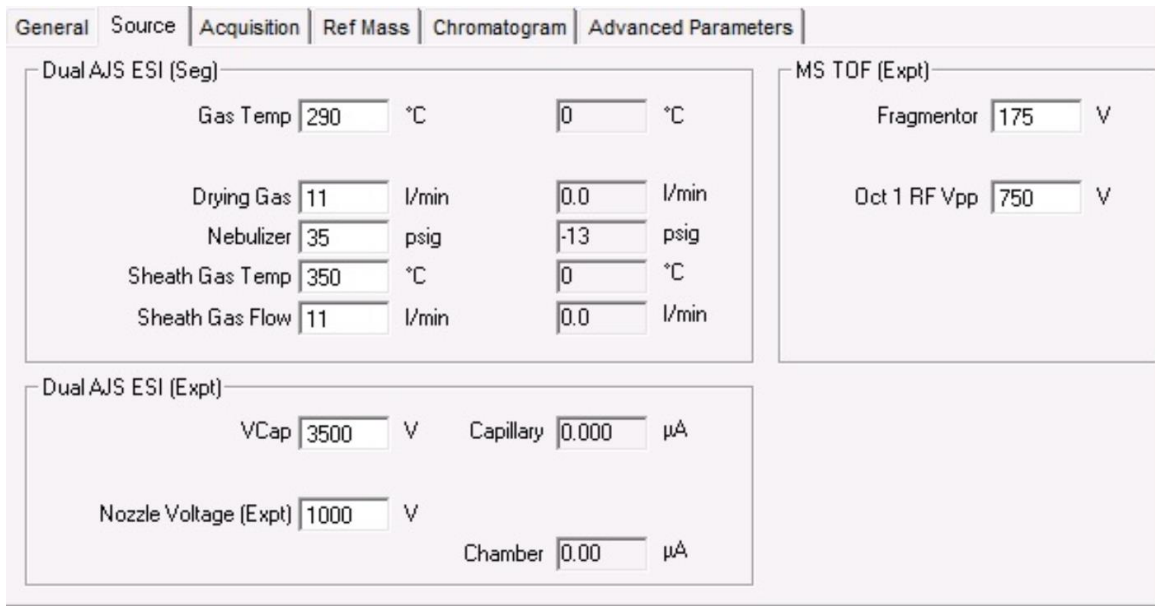 General Source Acquisition Ref Mass Chromatogram Advanced Parameters
Dual AJS ESI (Seg)
Gas Temp 290 °C 0 °C
Drying Gas 11 l/min 0.0 l/min
Nebulizer 35 psig -13 psig
Sheath Gas Temp 350 °C 0 °C
Sheath Gas Flow 11 l/min 0.0 l/min
MS TOF (Expt)
Fragmentor 175 V
Oct 1 RF Vpp 750 V
Dual AJS ESI (Expt)
VCap 3500 V Capillary 0.000 µA
Nozzle Voltage (Expt) 1000 V
Chamber 0.00 µA